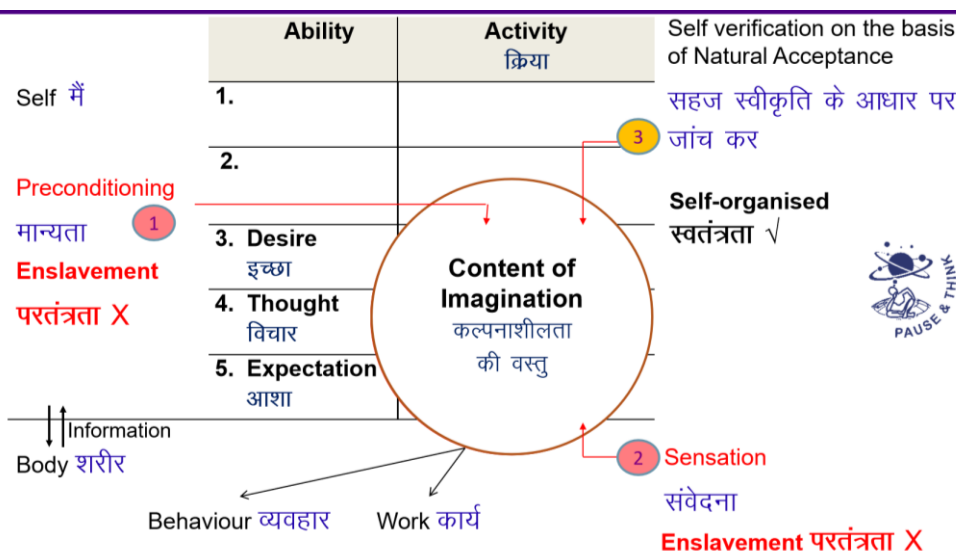 Ability
Activity
क्रिया
Self verification on the basis
of Natural Acceptance
सहज स्वीकृति के आधार पर
जांच कर
3
Self मैं
1.
2.
Preconditioning
मान्यता
1
Enslavement
परतंत्रता X
3. Desire
इच्छा
4. Thought
विचार
5. Expectation
आशा
Content of
Imagination
कल्पनाशीलता
की वस्तु
Self-organised
स्वतंत्रता √
PAUSE & THINK
Information
Body शरीर
2
Sensation
संवेदना
Enslavement परतंत्रता X
Behaviour व्यवहार
Work कार्य